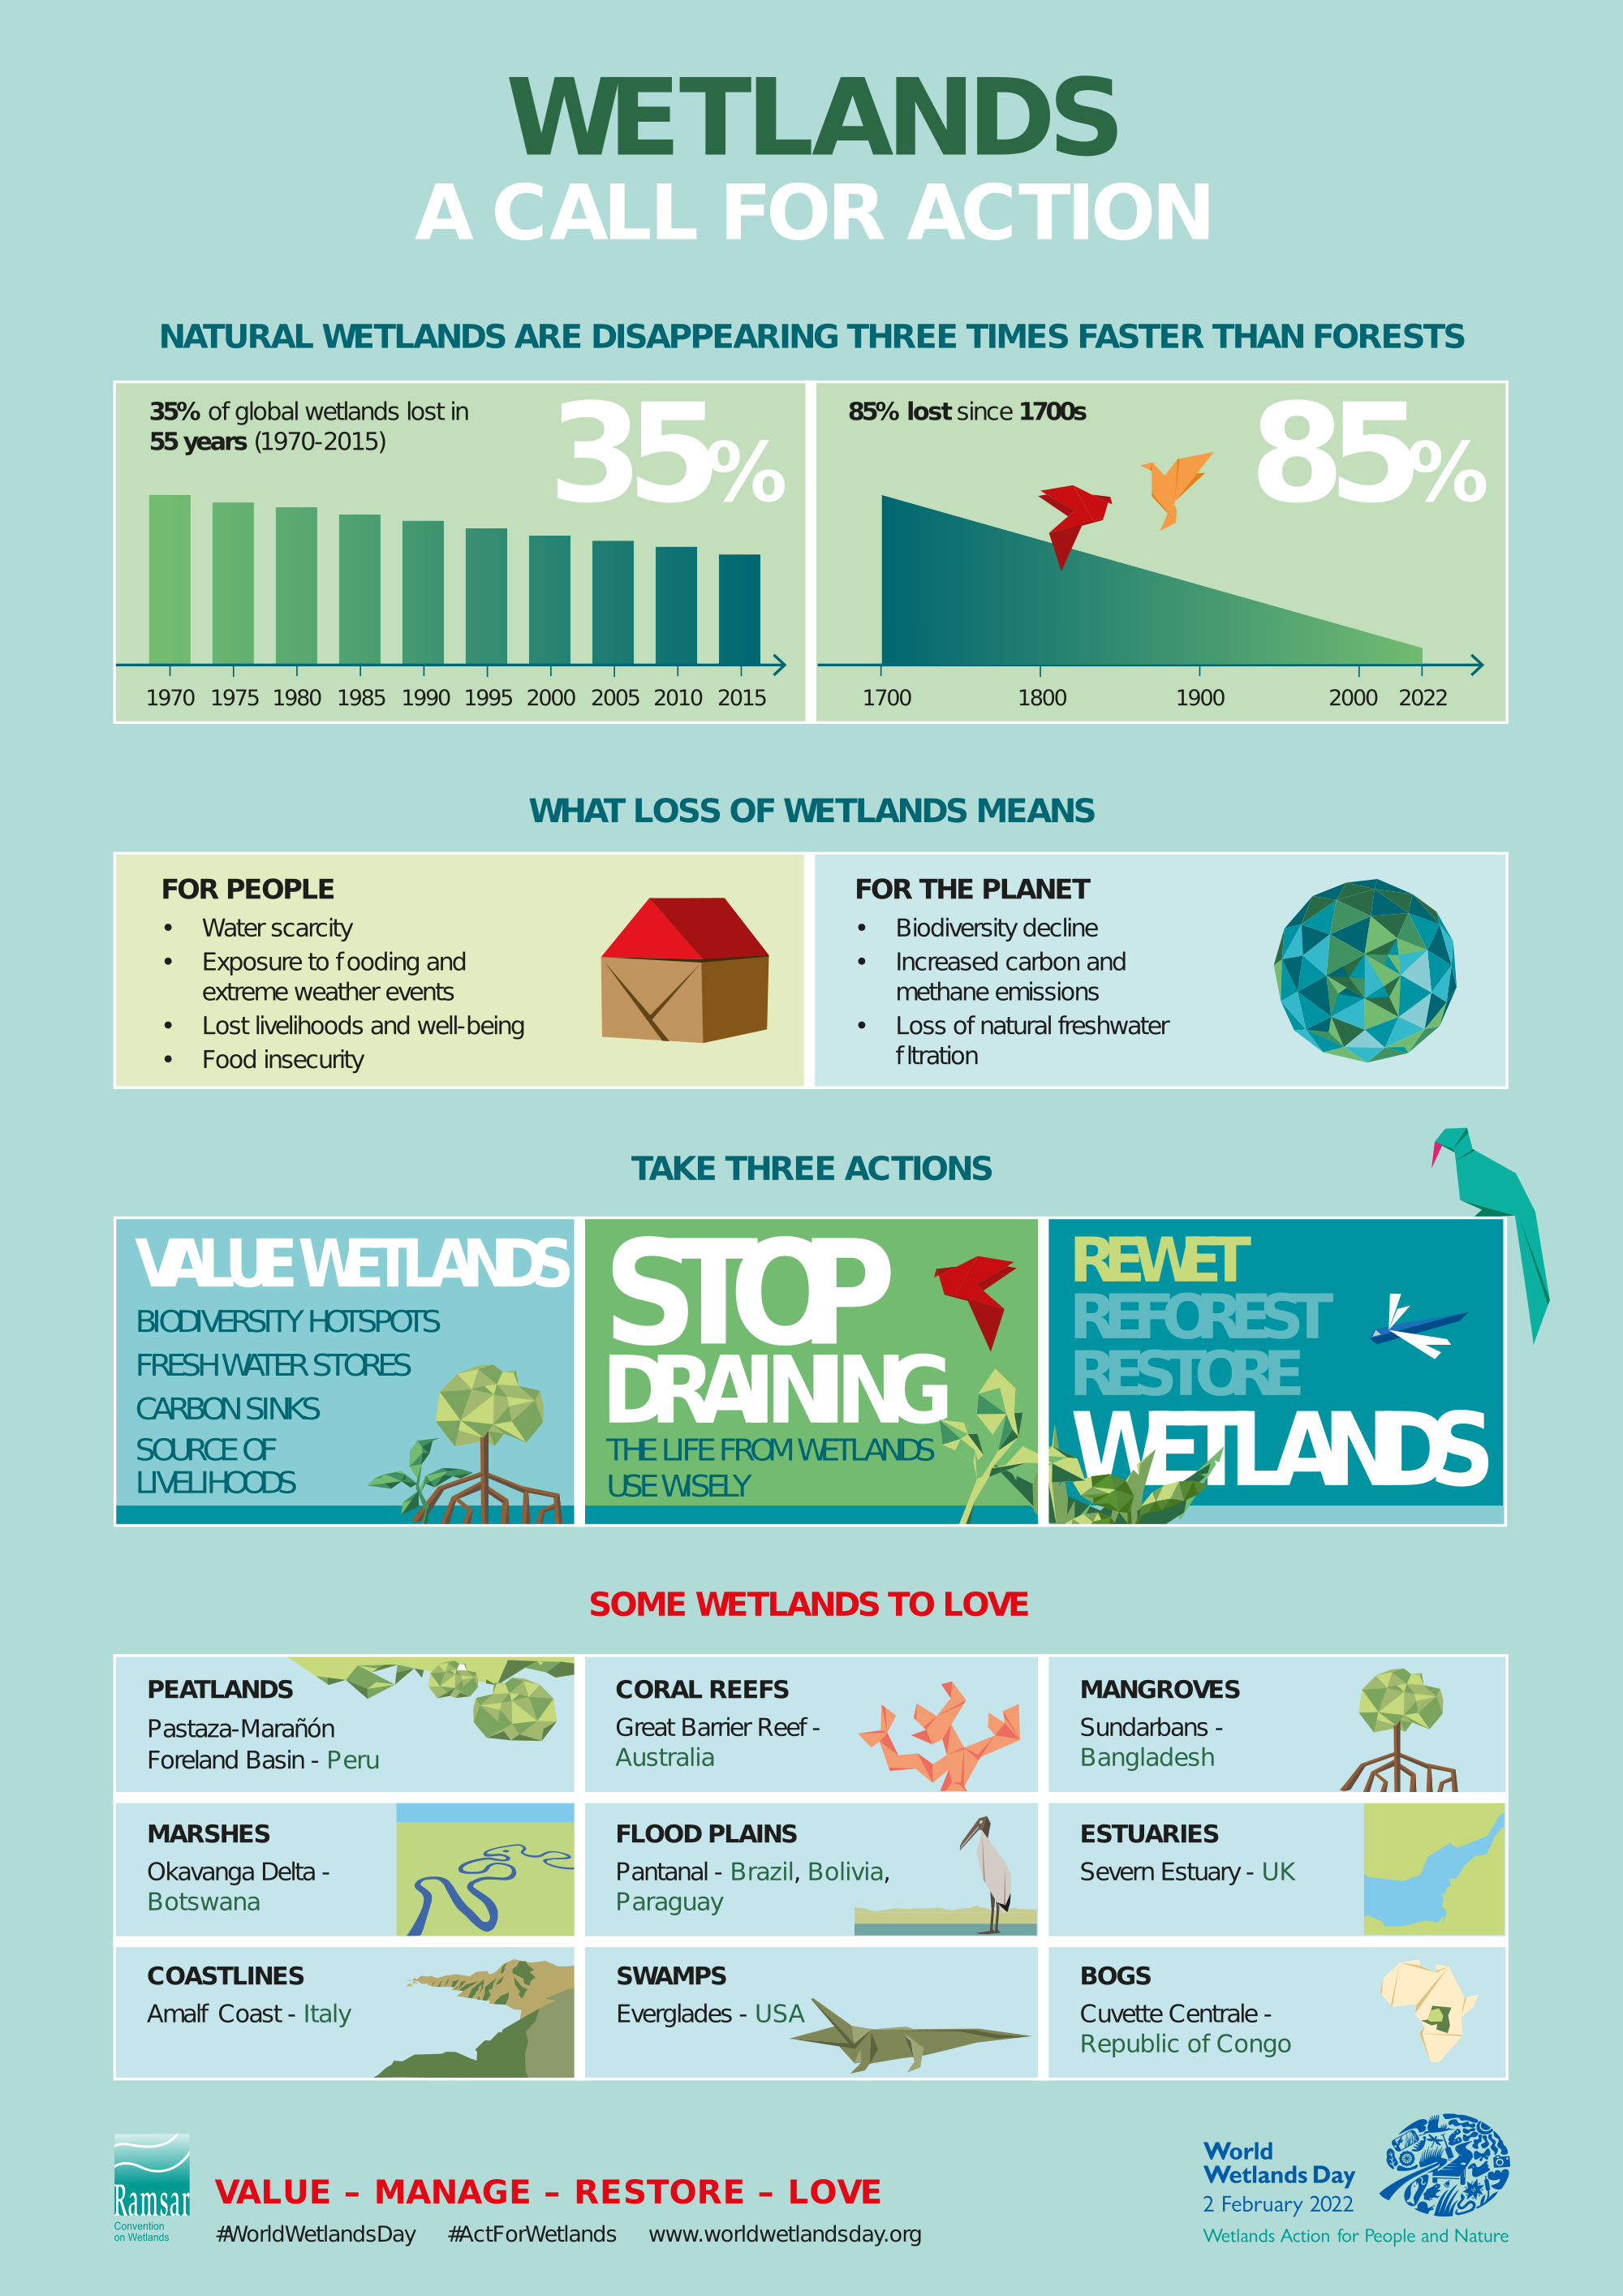 WETLANDS
A CALL FOR ACTION
NATURAL WETLANDS ARE DISAPPEARING THREE TIMES FASTER THAN FORESTS
35% of global wetlands lost in
55 years (1970-2015)
35%
1970 1975 1980 1985 1990 1995 2000 2005 2010 2015
85% lost since 1700s
85%
1700 1800 1900 2000 2022
WHAT LOSS OF WETLANDS MEANS
FOR PEOPLE
• Water scarcity
• Exposure to f ooding and
extreme weather events
• Lost livelihoods and well-being
• Food insecurity
FOR THE PLANET
• Biodiversity decline
• Increased carbon and
methane emissions
• Loss of natural freshwater
f ltration
TAKE THREE ACTIONS
VALUE WETLANDS
BIODIVERSITY HOTSPOTS
FRESH WATER STORES
CARBON SINKS
SOURCE OF
LIVELIHOODS
STOP
DRAINING
THE LIFE FROM WETLANDS
USE WISELY
REWET
REFOREST
RESTORE
WETLANDS
SOME WETLANDS TO LOVE
PEATLANDS
Pastaza-Marañón
Foreland Basin - Peru
CORAL REEFS
Great Barrier Reef -
Australia
MANGROVES
Sundarbans -
Bangladesh
MARSHES
Okavanga Delta -
Botswana
FLOOD PLAINS
Pantanal - Brazil, Bolivia,
Paraguay
ESTUARIES
Severn Estuary - UK
COASTLINES
Amalf Coast - Italy
SWAMPS
Everglades - USA
BOGS
Cuvette Centrale -
Republic of Congo
Ramsar
Convention
on Wetlands
VALUE – MANAGE – RESTORE – LOVE
#WorldWetlandsDay #ActForWetlands www.worldwetlandsday.org
World
Wetlands Day
2 February 2022
Wetlands Action for People and Nature